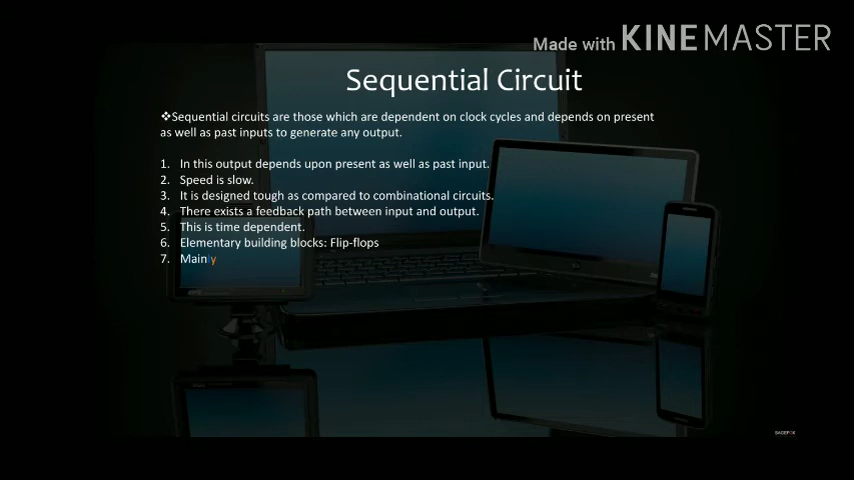 Made with KINEMASTER
Sequential Circuit
❖Sequential circuits are those which are dependent on clock cycles and depends on present
as well as past inputs to generate any output.
1. In this output depends upon present as well as past input.
2. Speed is slow.
3. It is designed tough as compared to combinational circuits.
4. There exists a feedback path between input and output.
5. This is time dependent.
6. Elementary building blocks: Flip-flops
7. Mainly
SAGEFOX